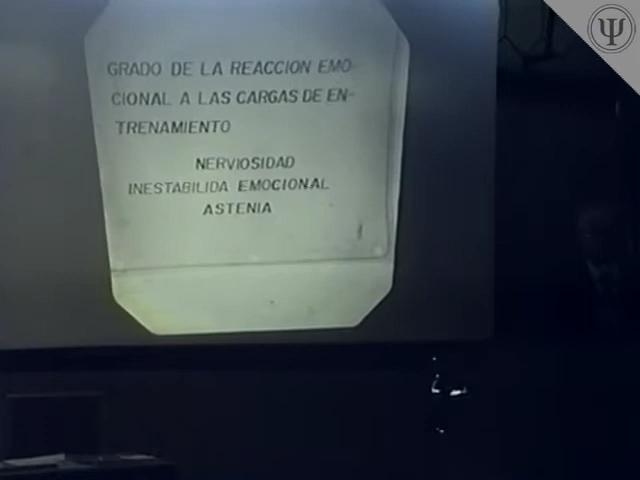 GRADO DE LA REACCION EMO-
CIONAL A LAS CARGAS DE EN-
TRENAMIENTO
NERVIOSIDAD
INESTABILIDA EMOCIONAL
ASTENIA